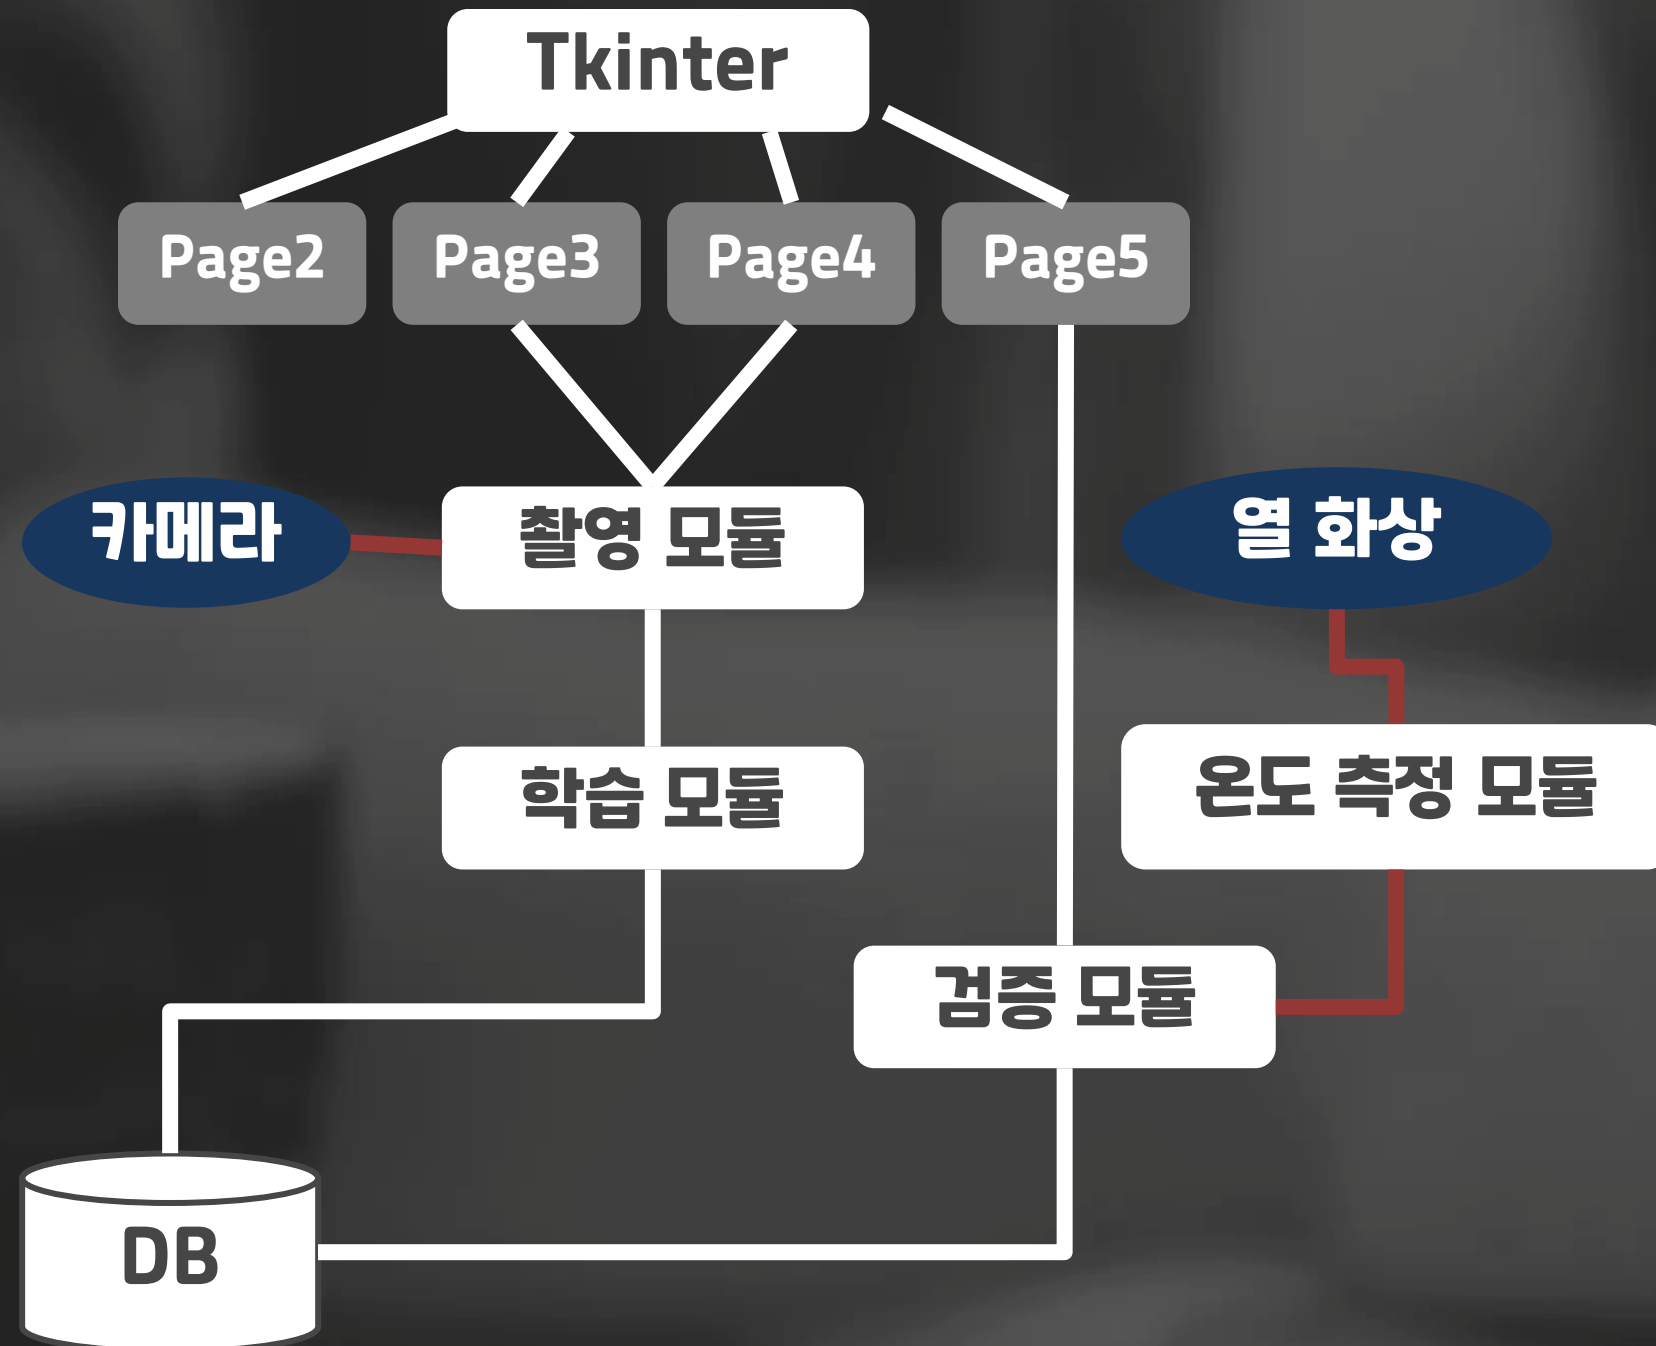 Tkinter
Page2
Page3
Page4
Page5
카메라
촬영 모듈
열 화상
학습 모듈
온도 측정 모듈
검증 모듈
DB